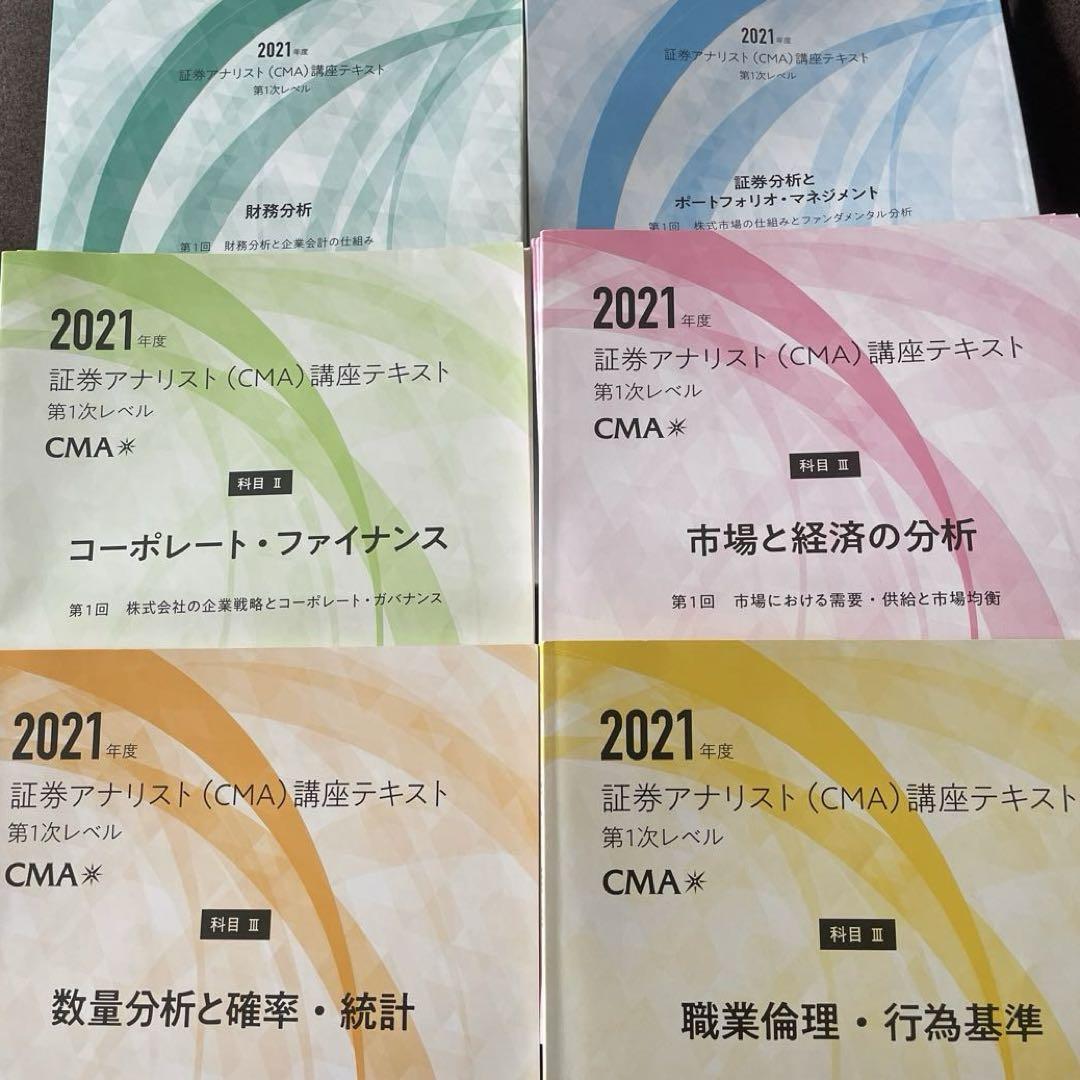 2021年度
証券アナリスト（CMA）講座テキスト
第1次レベル
財務分析
第1回 財務分析と企業会計の仕組み
2021年度
証券アナリスト（CMA）講座テキスト
第1次レベル
証券分析と
ポートフォリオ・マネジメント
第1回 株式市場の仕組みとファンダメンタル分析
2021年度
証券アナリスト（CMA）講座テキスト
第1次レベル
CMA
科目 Ⅱ
コーポレート・ファイナンス
第1回 株式会社の企業戦略とコーポレート・ガバナンス
2021年度
証券アナリスト（CMA）講座テキスト
第1次レベル
CMA
科目 Ⅲ
市場と経済の分析
第1回 市場における需要・供給と市場均衡
2021年度
証券アナリスト（CMA）講座テキスト
第1次レベル
CMA
科目 Ⅲ
数量分析と確率・統計
2021年度
証券アナリスト（CMA）講座テキスト
第1次レベル
CMA
科目 Ⅲ
職業倫理・行為基準